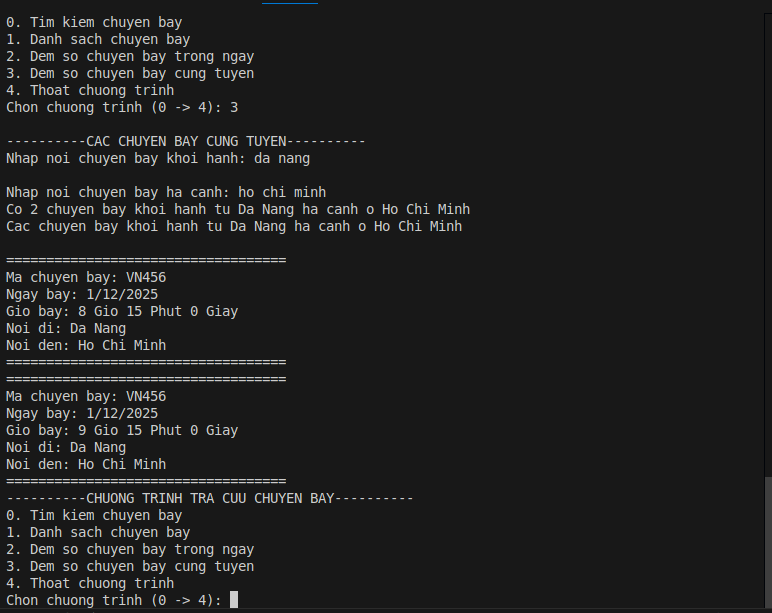 0. Tim kiem chuyen bay
1. Danh sach chuyen bay
2. Dem so chuyen bay trong ngay
3. Dem so chuyen bay cung tuyen
4. Thoat chuong trinh
Chon chuong trinh (0 -> 4): 3
----------CAC CHUYEN BAY CUNG TUYEN----------
Nhap noi chuyen bay khoi hanh: da nang
Nhap noi chuyen bay ha canh: ho chi minh
Co 2 chuyen bay khoi hanh tu Da Nang ha canh o Ho Chi Minh
Cac chuyen bay khoi hanh tu Da Nang ha canh o Ho Chi Minh
===================================
Ma chuyen bay: VN456
Ngay bay: 1/12/2025
Gio bay: 8 Gio 15 Phut 0 Giay
Noi di: Da Nang
Noi den: Ho Chi Minh
===================================
===================================
Ma chuyen bay: VN456
Ngay bay: 1/12/2025
Gio bay: 9 Gio 15 Phut 0 Giay
Noi di: Da Nang
Noi den: Ho Chi Minh
===================================
----------CHUONG TRINH TRA CUU CHUYEN BAY----------
0. Tim kiem chuyen bay
1. Danh sach chuyen bay
2. Dem so chuyen bay trong ngay
3. Dem so chuyen bay cung tuyen
4. Thoat chuong trinh
Chon chuong trinh (0 -> 4):